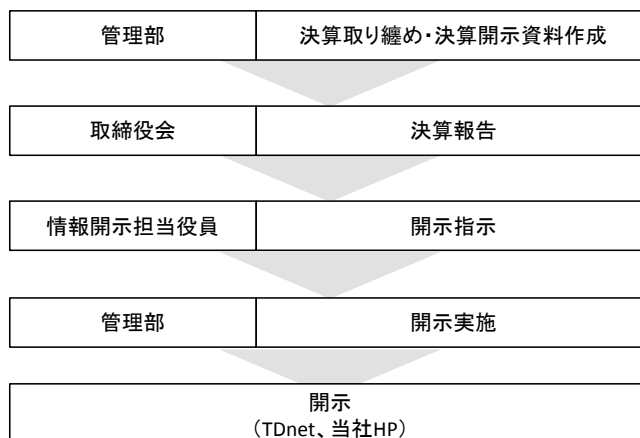 管理部 決算取り纏め・決算開示資料作成
取締役会 決算報告
情報開示担当役員 開示指示
管理部 開示実施
開示
（TDnet、当社HP）